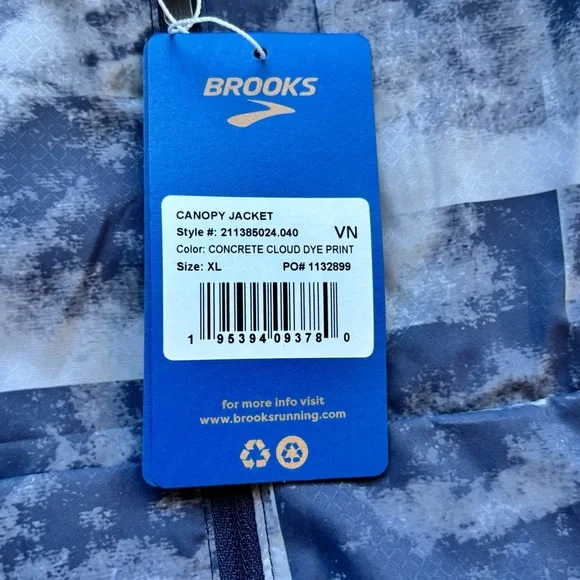 BROOKS
CANOPY JACKET
Style #: 211385024.040 VN
Color: CONCRETE CLOUD DYE PRINT
Size: XL PO# 1132899
1 95394 09378 0
for more info visit
www.brooksrunning.com